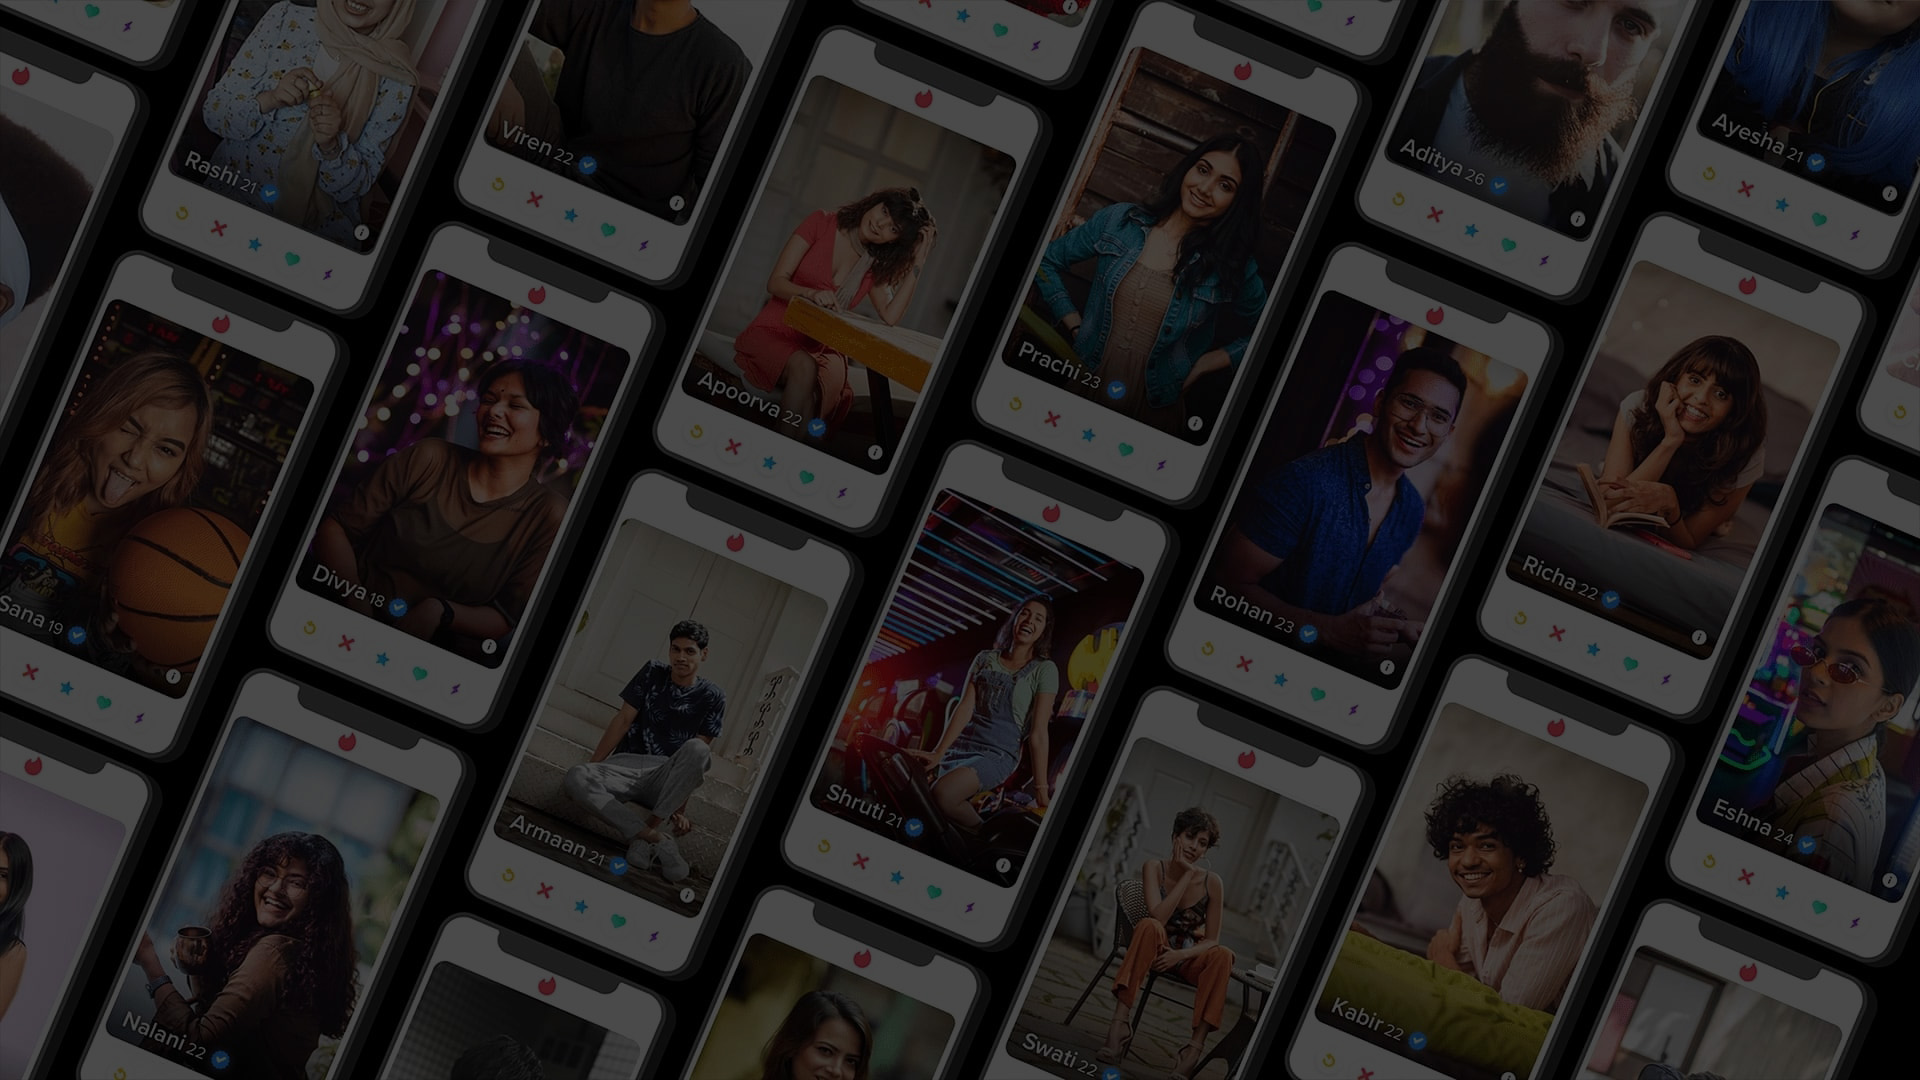 Rashi 21
Viren 22
Aditya 26
Ayesha 21
Apoorva 22
Prachi 23
Sana 19
Divya 18
Rohan 23
Richa 22
Armaan 21
Shruti 21
Eshna 24
Nalani 22
Swati 22
Kabir 22